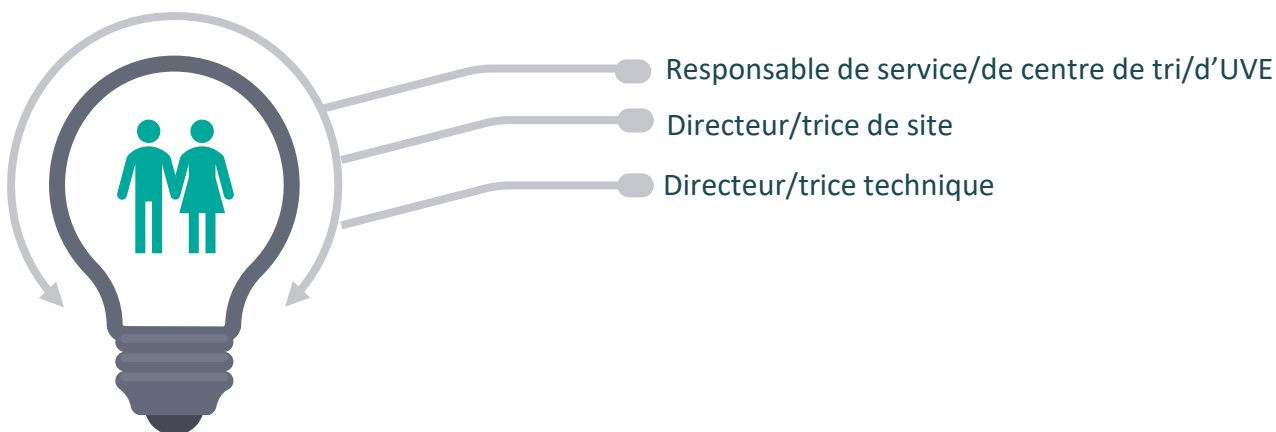 Responsable de service/de centre de tri/d’UVE
Directeur/trice de site
Directeur/trice technique